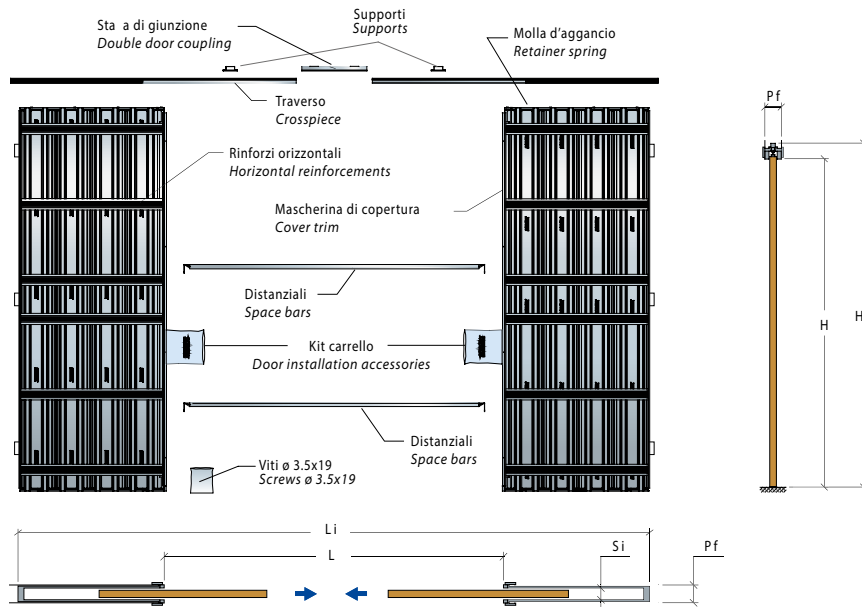 Sta a di giunzione
Double door coupling
Supporti
Supports
Molla d'aggancio
Retainer spring
Traverso
Crosspiece
Pf
Rinforzi orizzontali
Horizontal reinforcements
Mascherina di copertura
Cover trim
Distanziali
Space bars
H
H
Kit carrello
Door installation accessories
Distanziali
Space bars
Viti ø 3.5x19
Screws ø 3.5x19
Li
L
Si
Pf